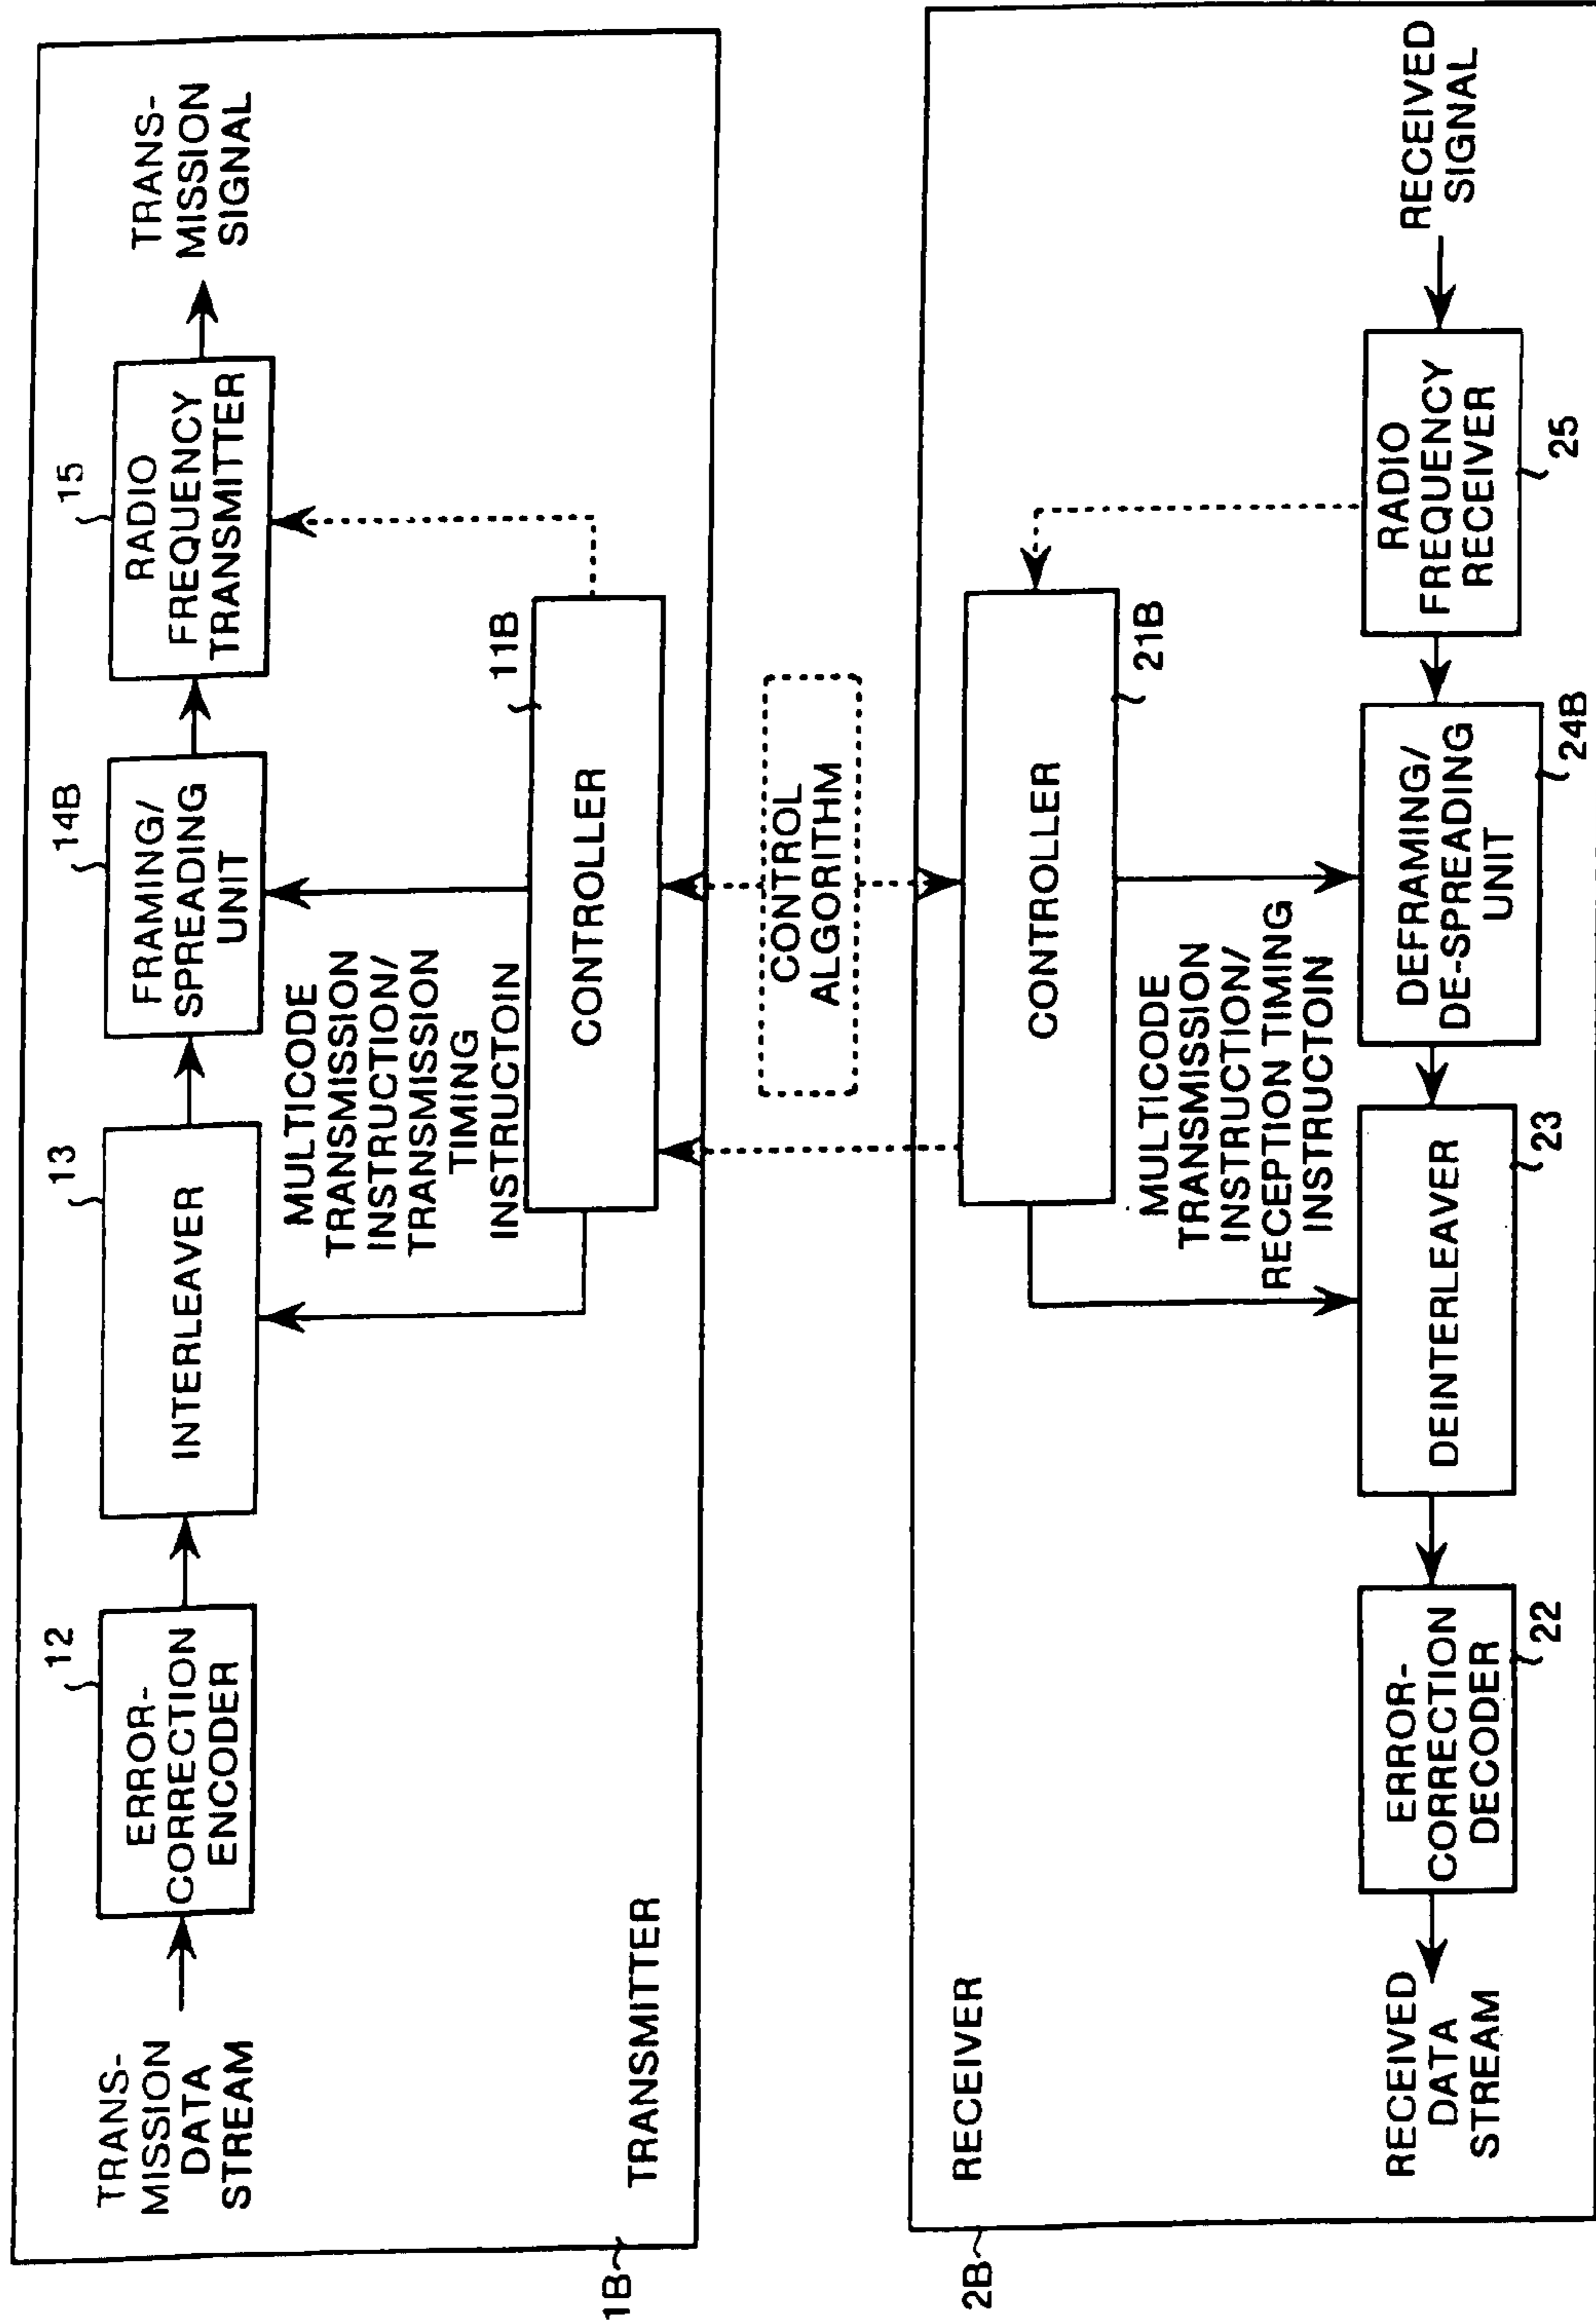 TRANS-
MISSION
DATA
STREAM
12
ERROR-
CORRECTION
ENCODER
13
INTERLEAVER
14B
FRAMING/
SPREADING
UNIT
15
RADIO
FREQUENCY
TRANSMITTER
TRANS-
MISSION
SIGNAL
MULTICODE
TRANSMISSION
INSTRUCTION/
TRANSMISSION
TIMING
INSTRUCTOIN
11B
CONTROLLER
TRANSMITTER
1B
CONTROL
ALGORITHM
2B
RECEIVER
CONTROLLER
21B
MULTICODE
TRANSMISSION
INSTRUCTION/
RECEPTION TIMING
INSTRUCTOIN
RECEIVED
DATA
STREAM
ERROR-
CORRECTION
DECODER
22
DEINTERLEAVER
23
DEFRAMING/
DE-SPREADING
UNIT
24B
RADIO
FREQUENCY
RECEIVER
25
RECEIVED
SIGNAL